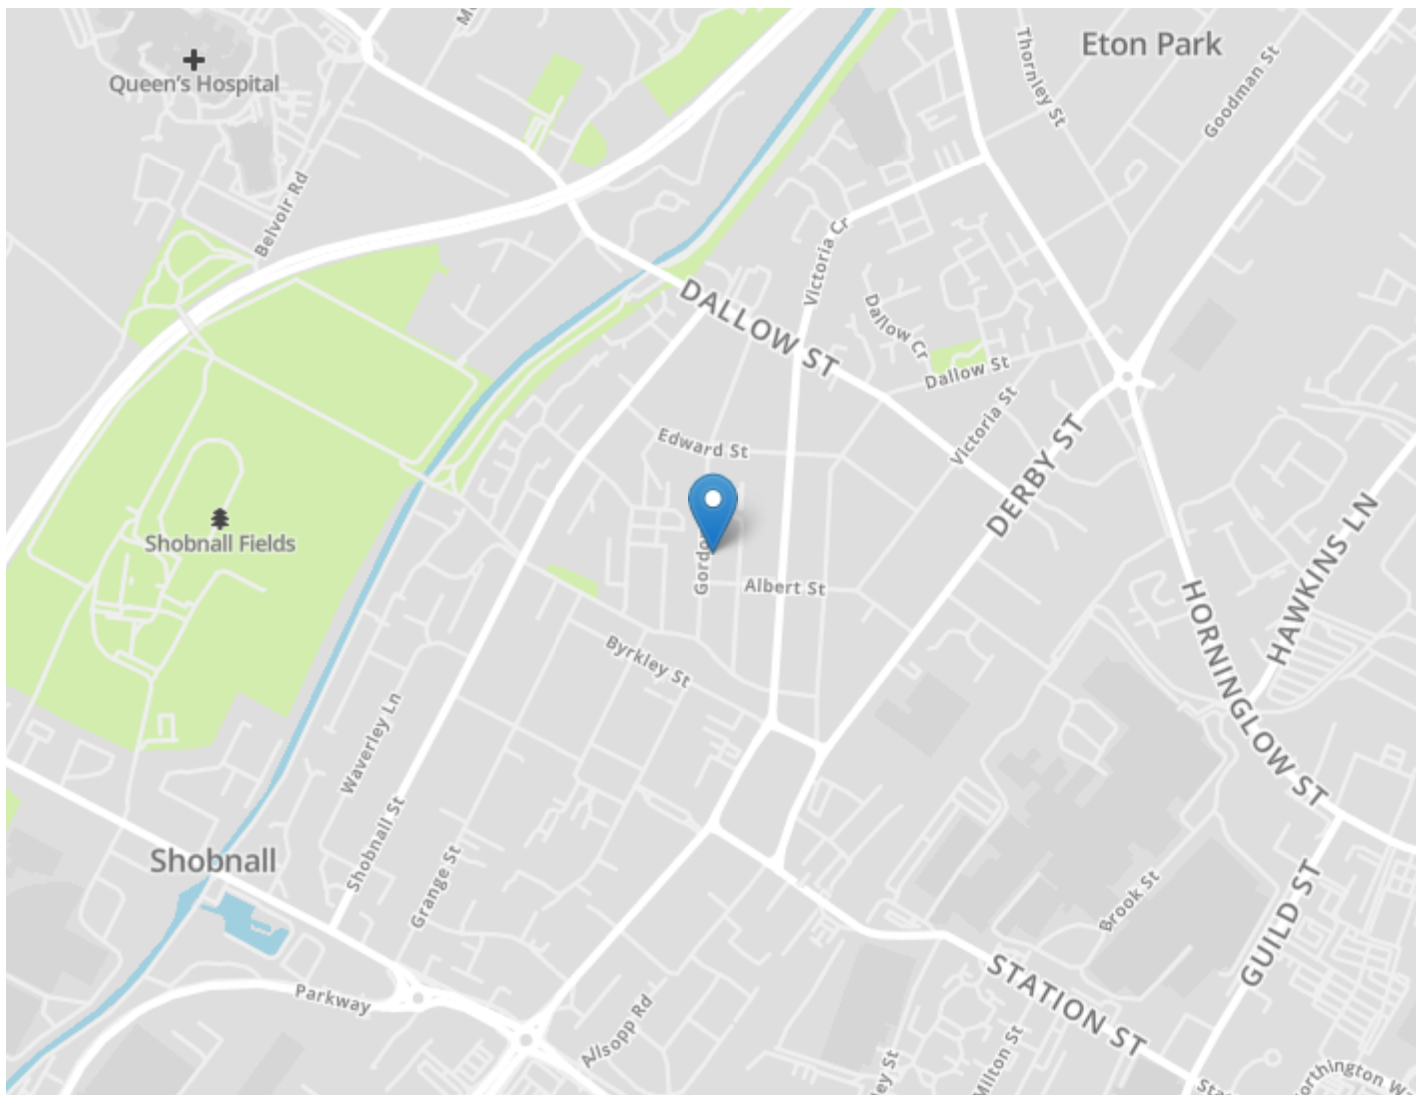 Eton Park
Thornley St
Goodman St
Queen's Hospital
Belvoir Rd
Victoria Cr
DALLOW ST
Dallow Cr
Dallow St
Victoria St
Edward St
DERBY ST
HAWKINS LN
Shobnall Fields
Albert St
HORNINGLOW ST
Byrkley St
Waverley Ln
Shobnall St
Shobnall
Grange St
Brook St
GUILD ST
STATION ST
Parkway
Allsopp Rd
Milton St